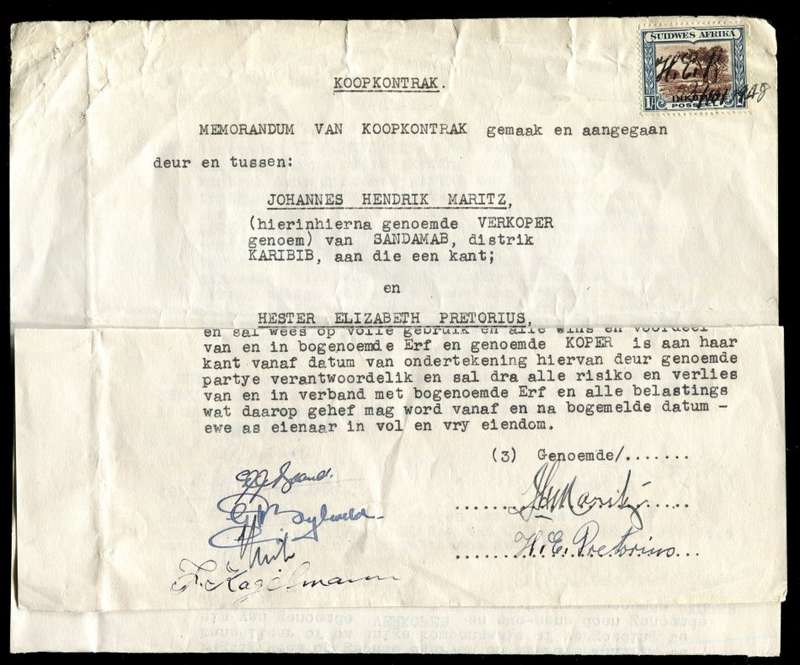 SUIDWES AFRIKA
H.E.P.
1948
KOOPKONTRAK.
MEMORANDUM VAN KOOPKONTRAK gemaak en aangegaan
deur en tussen:
JOHANNES HENDRIK MARITZ,
(hierinhierna genoemde VERKOPER
genoem) van SANDAMAB, distrik
KARIBIB, aan die een kant;
en
HESTER ELIZABETH PRETORIUS,
en sal wees op volle gebruik en alle wins en voordeel
van en in bogenoemde Erf en genoemde KOPER is aan haar
kant vanaf datum van ondertekening hiervan deur genoemde
partye verantwoordelik en sal dra alle risiko en verlies
van en in verband met bogenoemde Erf en alle belastings
wat daarop gehef mag word vanaf en na bogemelde datum -
ewe as eienaar in vol en vry eiendom.
(3) Genoemde/.......
Maritz
H.E. Pretorius...
F. Kagelmann